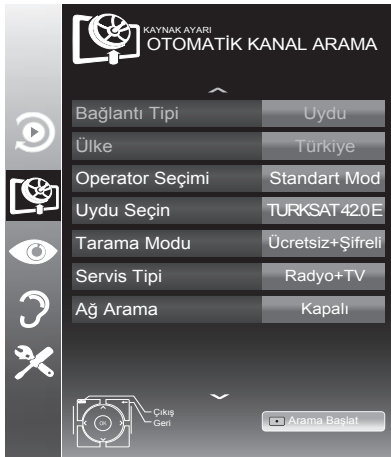 KAYNAK AYARI
OTOMATİK KANAL ARAMA
Bağlantı Tipi Uydu
Ülke Türkiye
Operatör Seçimi Standart Mod
Uydu Seçin TURKSAT 42.0 E
Tarama Modu Ücretsiz+Şifreli
Servis Tipi Radyo+TV
Ağ Arama Kapalı
OK
Çıkış
Geri
Arama Başlat